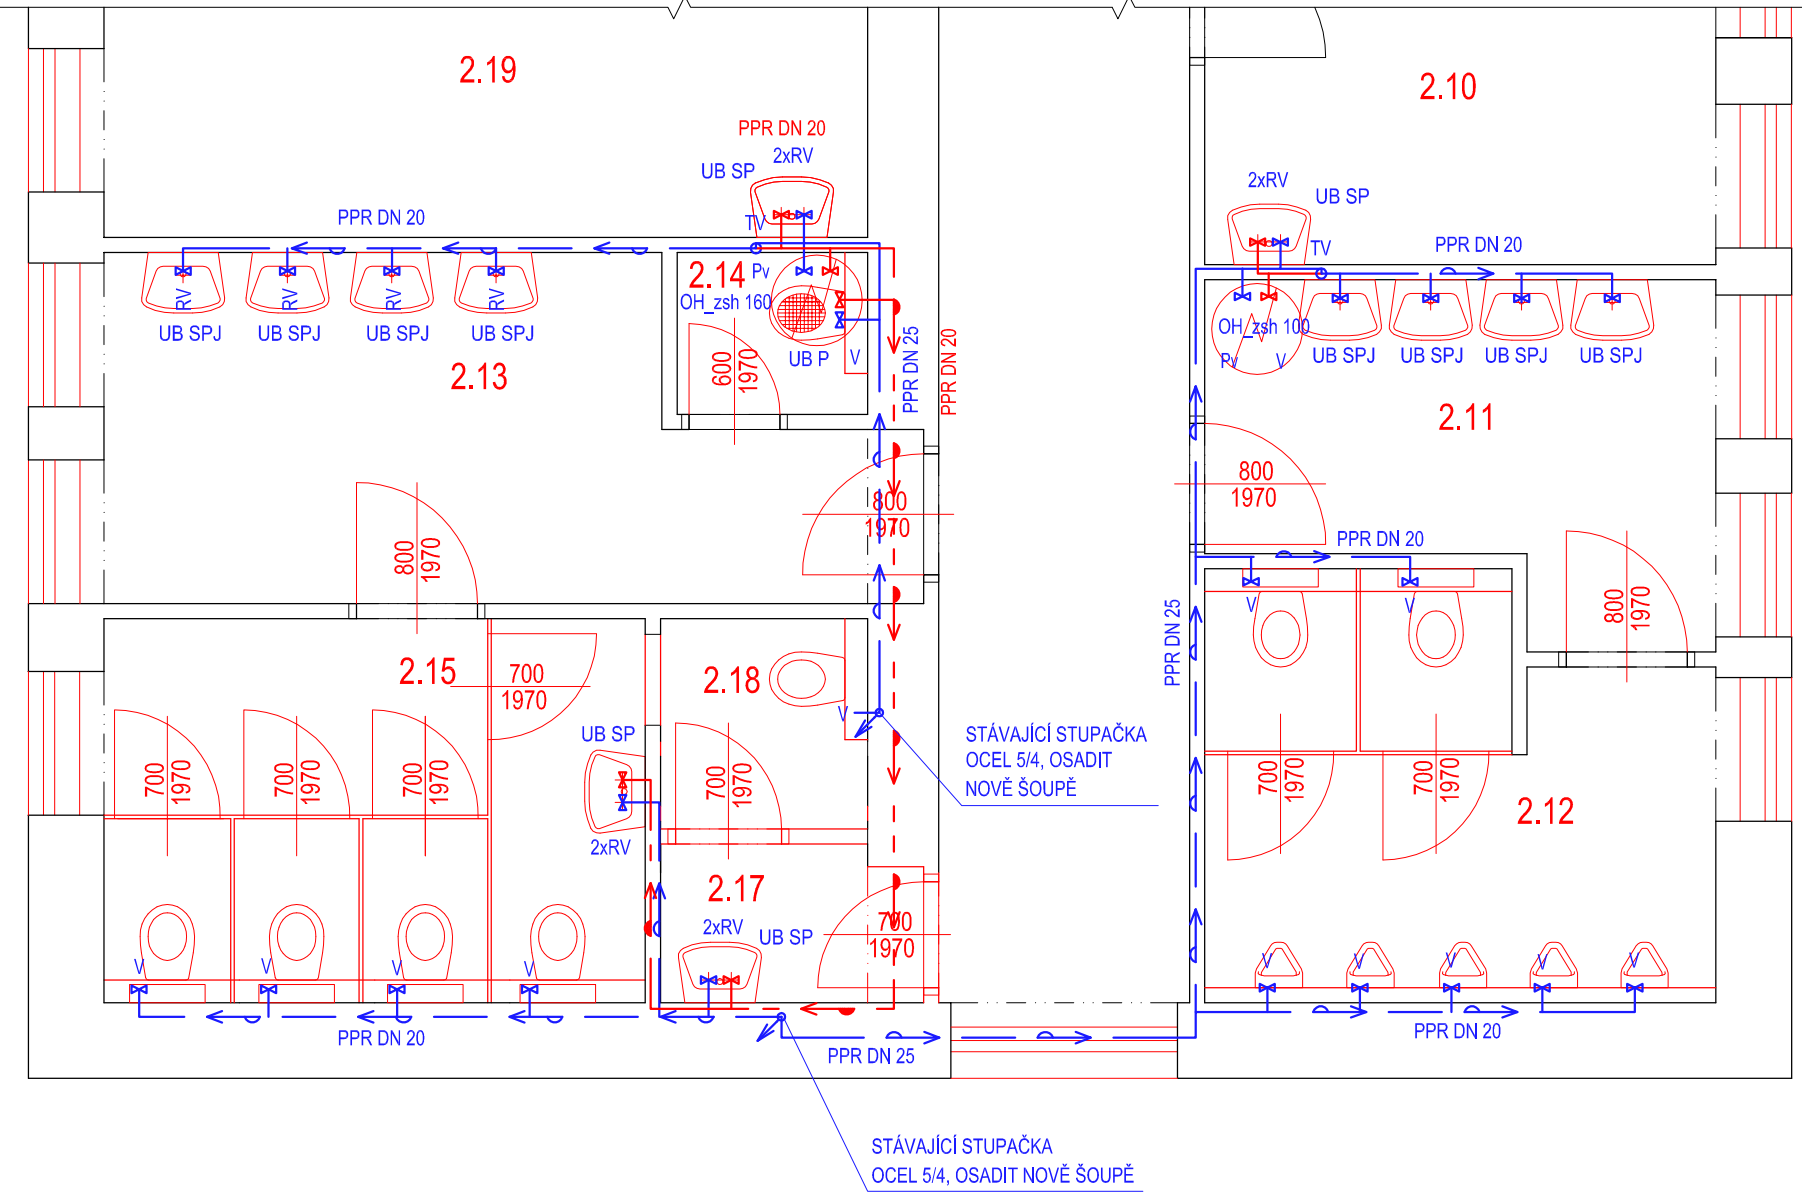 2.19
2.10
PPR DN 20
2xRV
UB SP
2xRV
UB SP
PPR DN 20
TV
TV
PPR DN 20
2.14
Pv
OH_zsh 160
RV
RV
RV
RV
UB SPJ
UB SPJ
UB SPJ
UB SPJ
UB P
V
600
1970
PPR DN 25
PPR DN 20
OH_zsh 100
Pv
V
UB SPJ
UB SPJ
UB SPJ
UB SPJ
2.13
2.11
800
1970
800
1970
800
1970
PPR DN 20
V
V
800
1970
PPR DN 25
2.15
700
1970
2.18
V
UB SP
STÁVAJÍCÍ STUPAČKA
OCEL 5/4, OSADIT
NOVĚ ŠOUPĚ
700
1970
700
1970
700
1970
700
1970
700
1970
700
1970
2.12
2xRV
2.17
2xRV
UB SP
700
1970
V
V
V
V
V
V
V
V
V
PPR DN 20
PPR DN 25
PPR DN 20
STÁVAJÍCÍ STUPAČKA
OCEL 5/4, OSADIT NOVĚ ŠOUPĚ